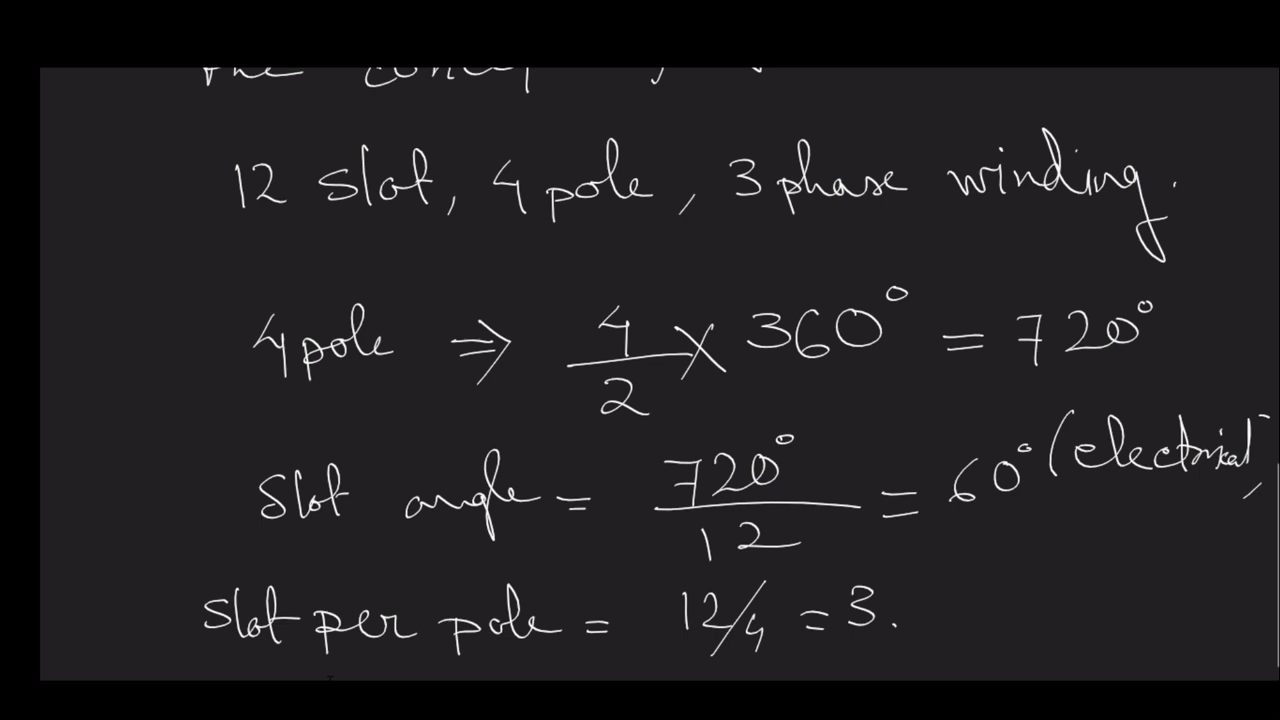 12 slot, 4 pole, 3 phase winding.
4 pole ⇒ 4/2 × 360° = 720°
Slot angle = 720°/12 = 60° (electrical)
Slot per pole = 12/4 = 3.